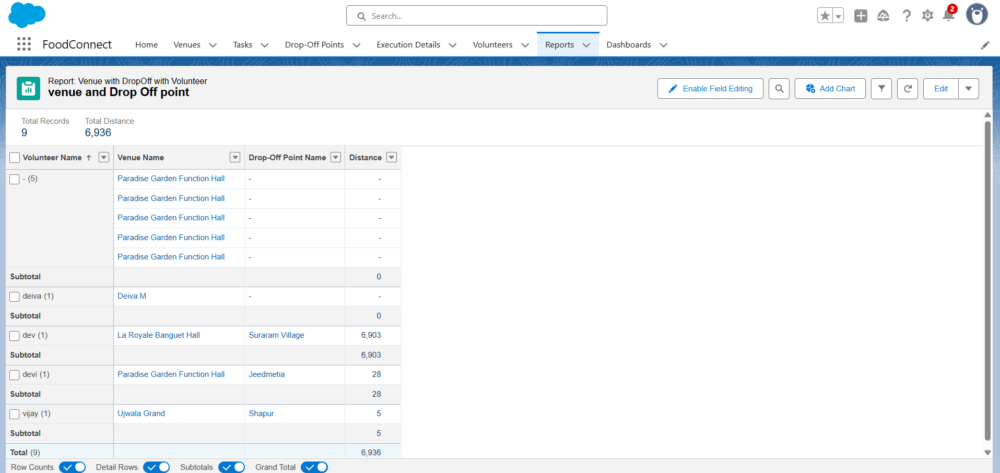 Search...
2
FoodConnect Home Venues Tasks Drop-Off Points Execution Details Volunteers Reports Dashboards
Report: Venue with DropOff with Volunteer
venue and Drop Off point
Enable Field Editing Add Chart Edit
Total Records Total Distance
9 6,936
Volunteer Name ↑ Venue Name Drop-Off Point Name Distance
- (5) Paradise Garden Function Hall - -
Paradise Garden Function Hall - -
Paradise Garden Function Hall - -
Paradise Garden Function Hall - -
Paradise Garden Function Hall - -
Subtotal 0
deiva (1) Deiva M - -
Subtotal 0
dev (1) La Royale Banguet Hall Suraram Village 6,903
Subtotal 6,903
devi (1) Paradise Garden Function Hall Jeedmetia 28
Subtotal 28
vijay (1) Ujwala Grand Shapur 5
Subtotal 5
Total (9) 6,936
Row Counts Detail Rows Subtotals Grand Total